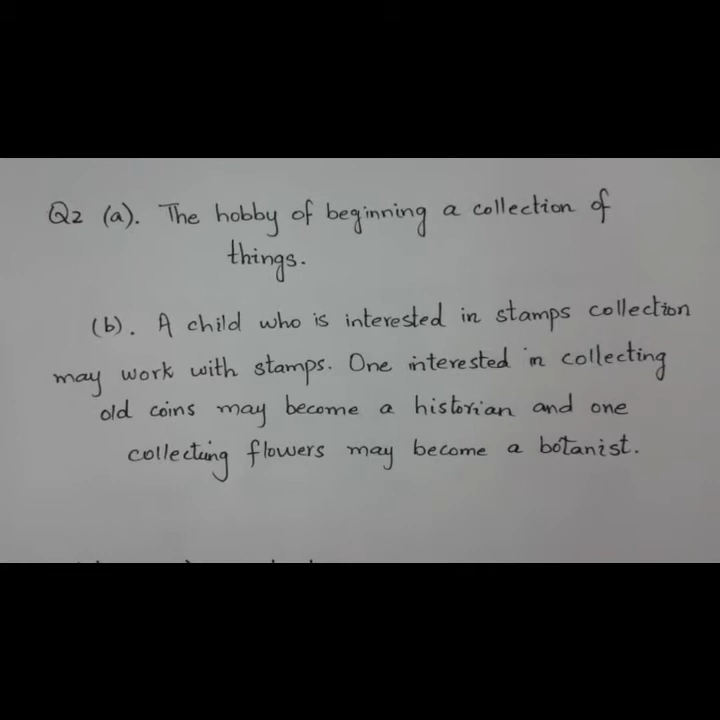 Q2 (a). The hobby of beginning a collection of
things.
(b). A child who is interested in stamps collection
may work with stamps. One interested in collecting
old coins may become a historian and one
collecting flowers may become a botanist.